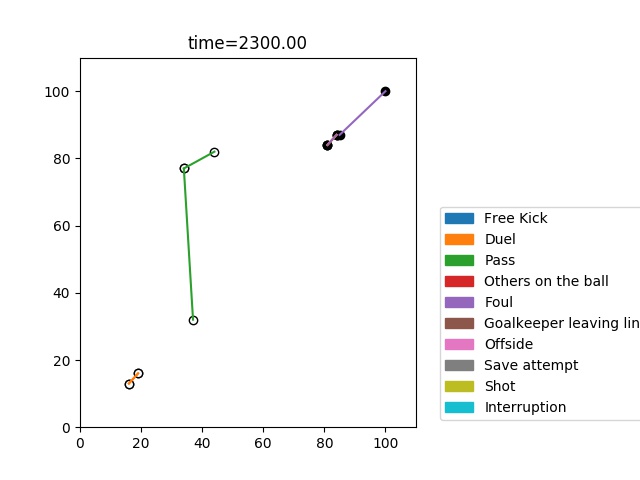 time=2300.00
100
80
60
40
20
0
0 20 40 60 80 100
Free Kick
Duel
Pass
Others on the ball
Foul
Goalkeeper leaving lin
Offside
Save attempt
Shot
Interruption